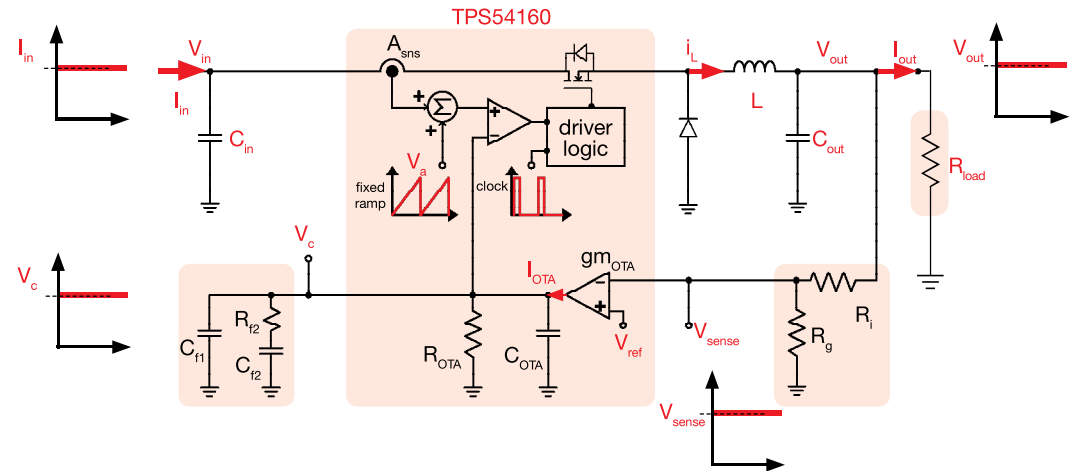 TPS54160
I_in
V_in
I_in
C_in
A_sns
+
+
Σ
+
−
driver
logic
V_a
fixed
ramp
clock
i_L
L
V_out
I_out
C_out
R_load
V_out
V_c
V_c
R_f2
C_f1
C_f2
I_OTA
gm_OTA
−
+
V_ref
R_OTA
C_OTA
V_sense
R_i
R_g
V_sense